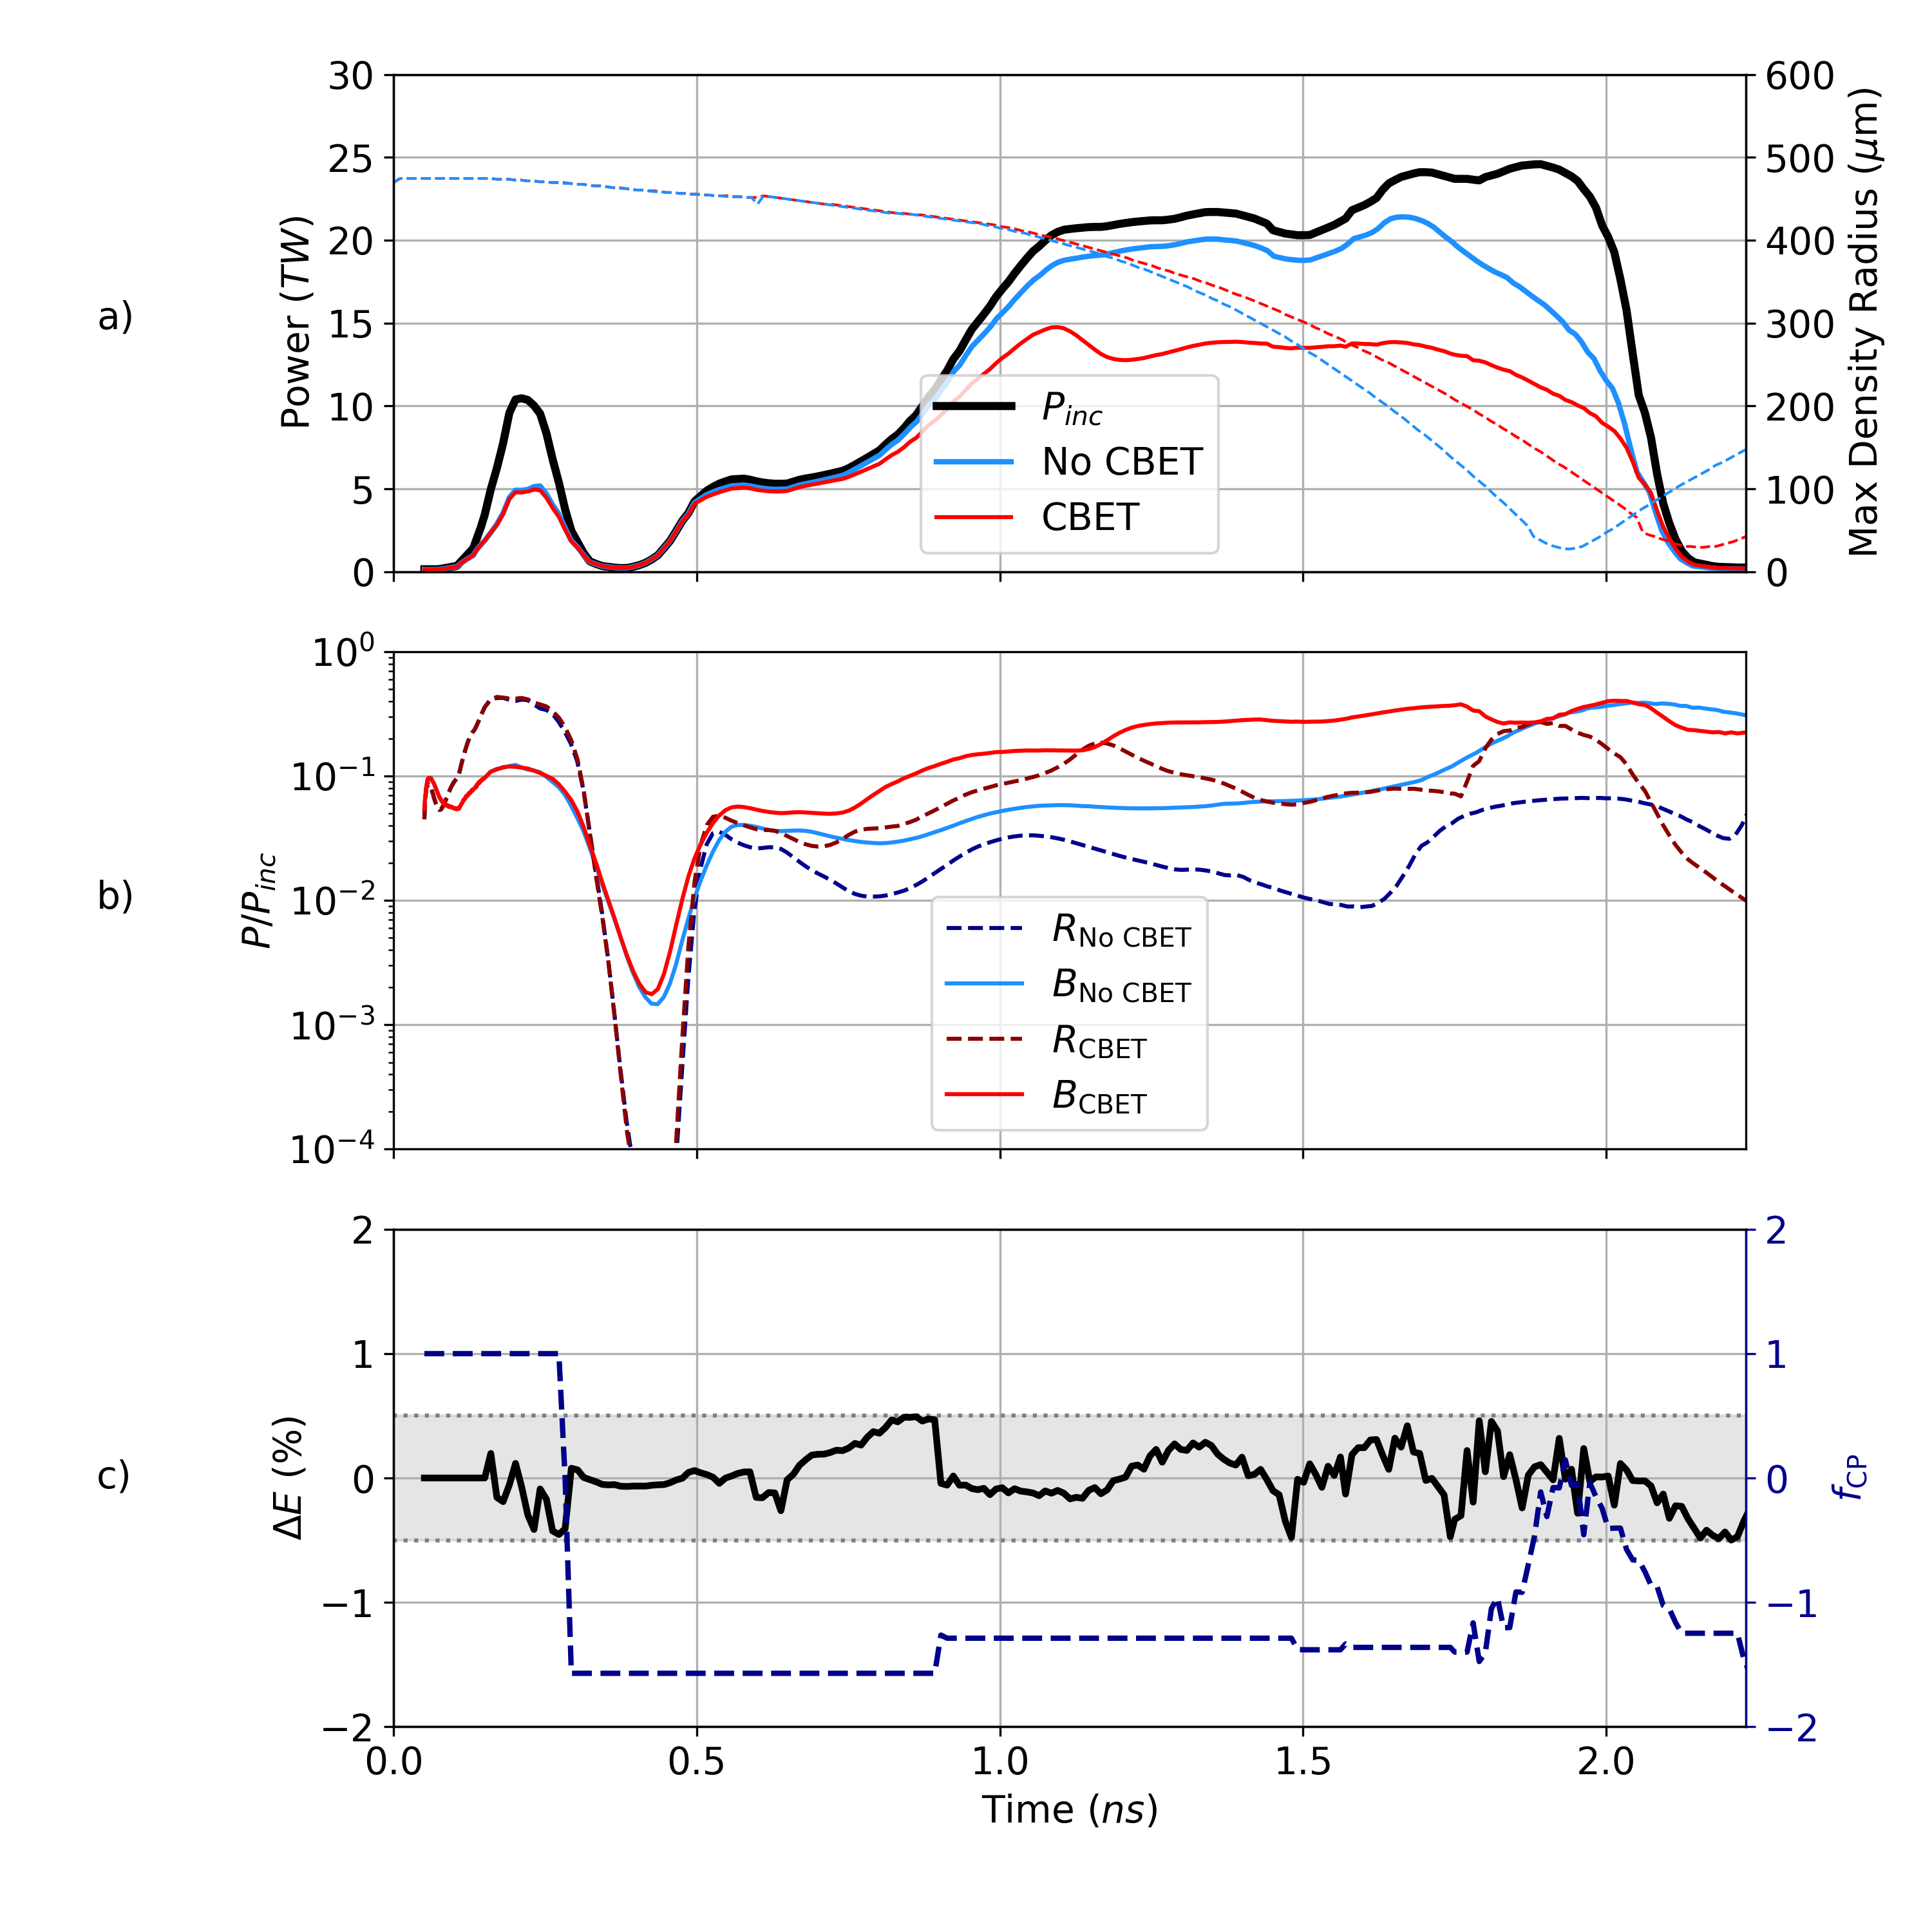 a)
Power (TW)
30
25
20
15
10
5
0
P_inc
No CBET
CBET
600
500
400
300
200
100
0
Max Density Radius (μm)
b)
P/P_inc
10^0
10^−1
10^−2
10^−3
10^−4
R_No CBET
B_No CBET
R_CBET
B_CBET
c)
ΔE (%)
2
1
0
−1
−2
2
1
0
−1
−2
f_CP
0.0 0.5 1.0 1.5 2.0
Time (ns)